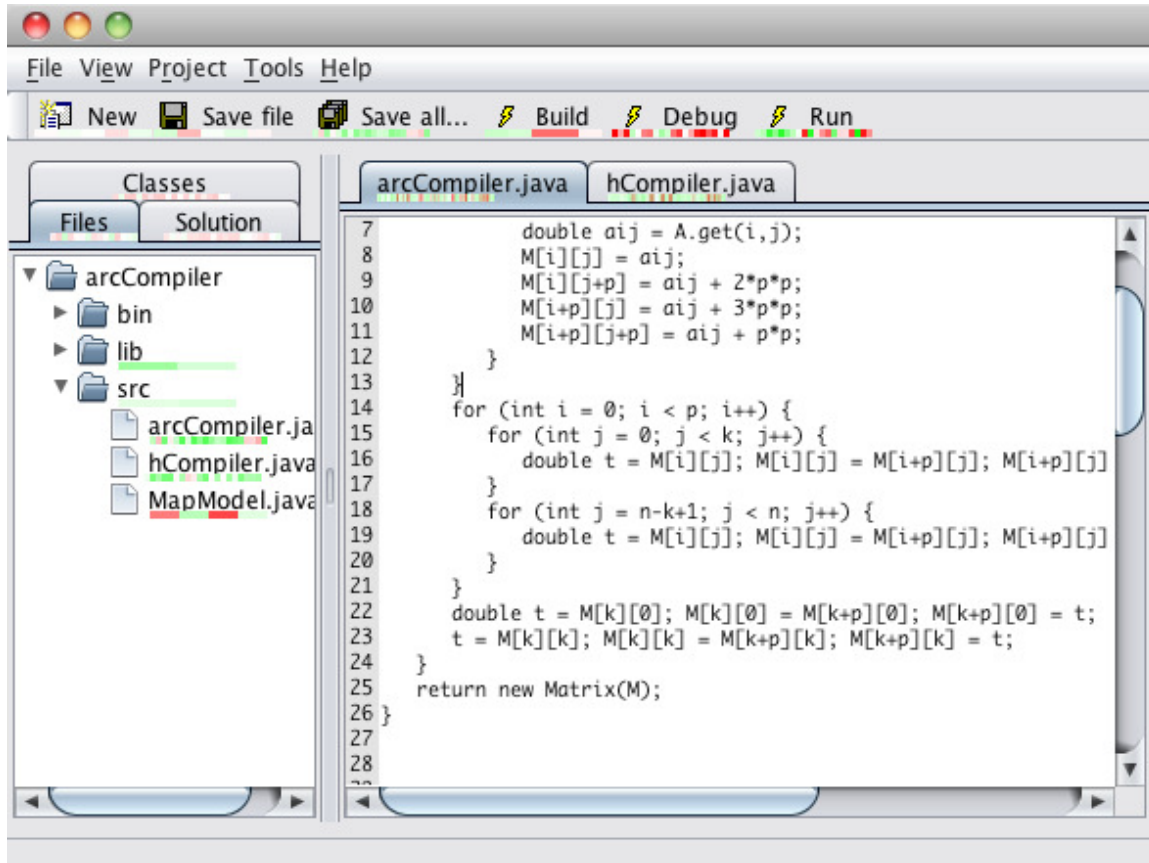 File View Project Tools Help
New Save file Save all... Build Debug Run
Classes
Files Solution
arcCompiler
bin
lib
src
arcCompiler.ja
hCompiler.java
MapModel.java
arcCompiler.java hCompiler.java
7 double aij = A.get(i,j);
8 M[i][j] = aij;
9 M[i][j+p] = aij + 2*p*p;
10 M[i+p][j] = aij + 3*p*p;
11 M[i+p][j+p] = aij + p*p;
12 }
13 }
14 for (int i = 0; i < p; i++) {
15 for (int j = 0; j < k; j++) {
16 double t = M[i][j]; M[i][j] = M[i+p][j]; M[i+p][j]
17 }
18 for (int j = n-k+1; j < n; j++) {
19 double t = M[i][j]; M[i][j] = M[i+p][j]; M[i+p][j]
20 }
21 }
22 double t = M[k][0]; M[k][0] = M[k+p][0]; M[k+p][0] = t;
23 t = M[k][k]; M[k][k] = M[k+p][k]; M[k+p][k] = t;
24 }
25 return new Matrix(M);
26 }
27
28